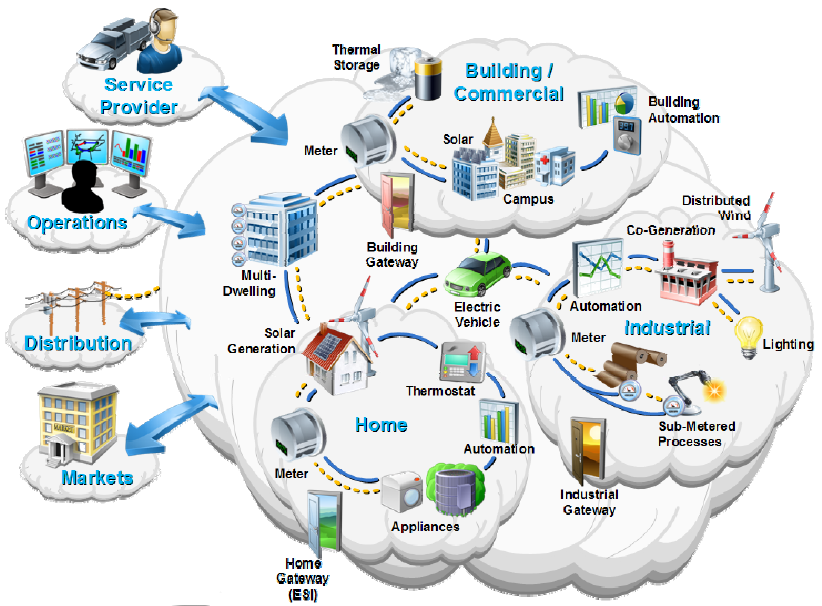 Service
Provider
Operations
Distribution
Markets
Thermal
Storage
Building /
Commercial
Building
Automation
Meter
Solar
Campus
Building
Gateway
Multi-
Dwelling
Distributed
Wind
Co-Generation
Electric
Vehicle
Automation
Industrial
Meter
Lighting
Sub-Metered
Processes
Industrial
Gateway
Solar
Generation
Thermostat
Home
Automation
Meter
Appliances
Home
Gateway
(ESI)